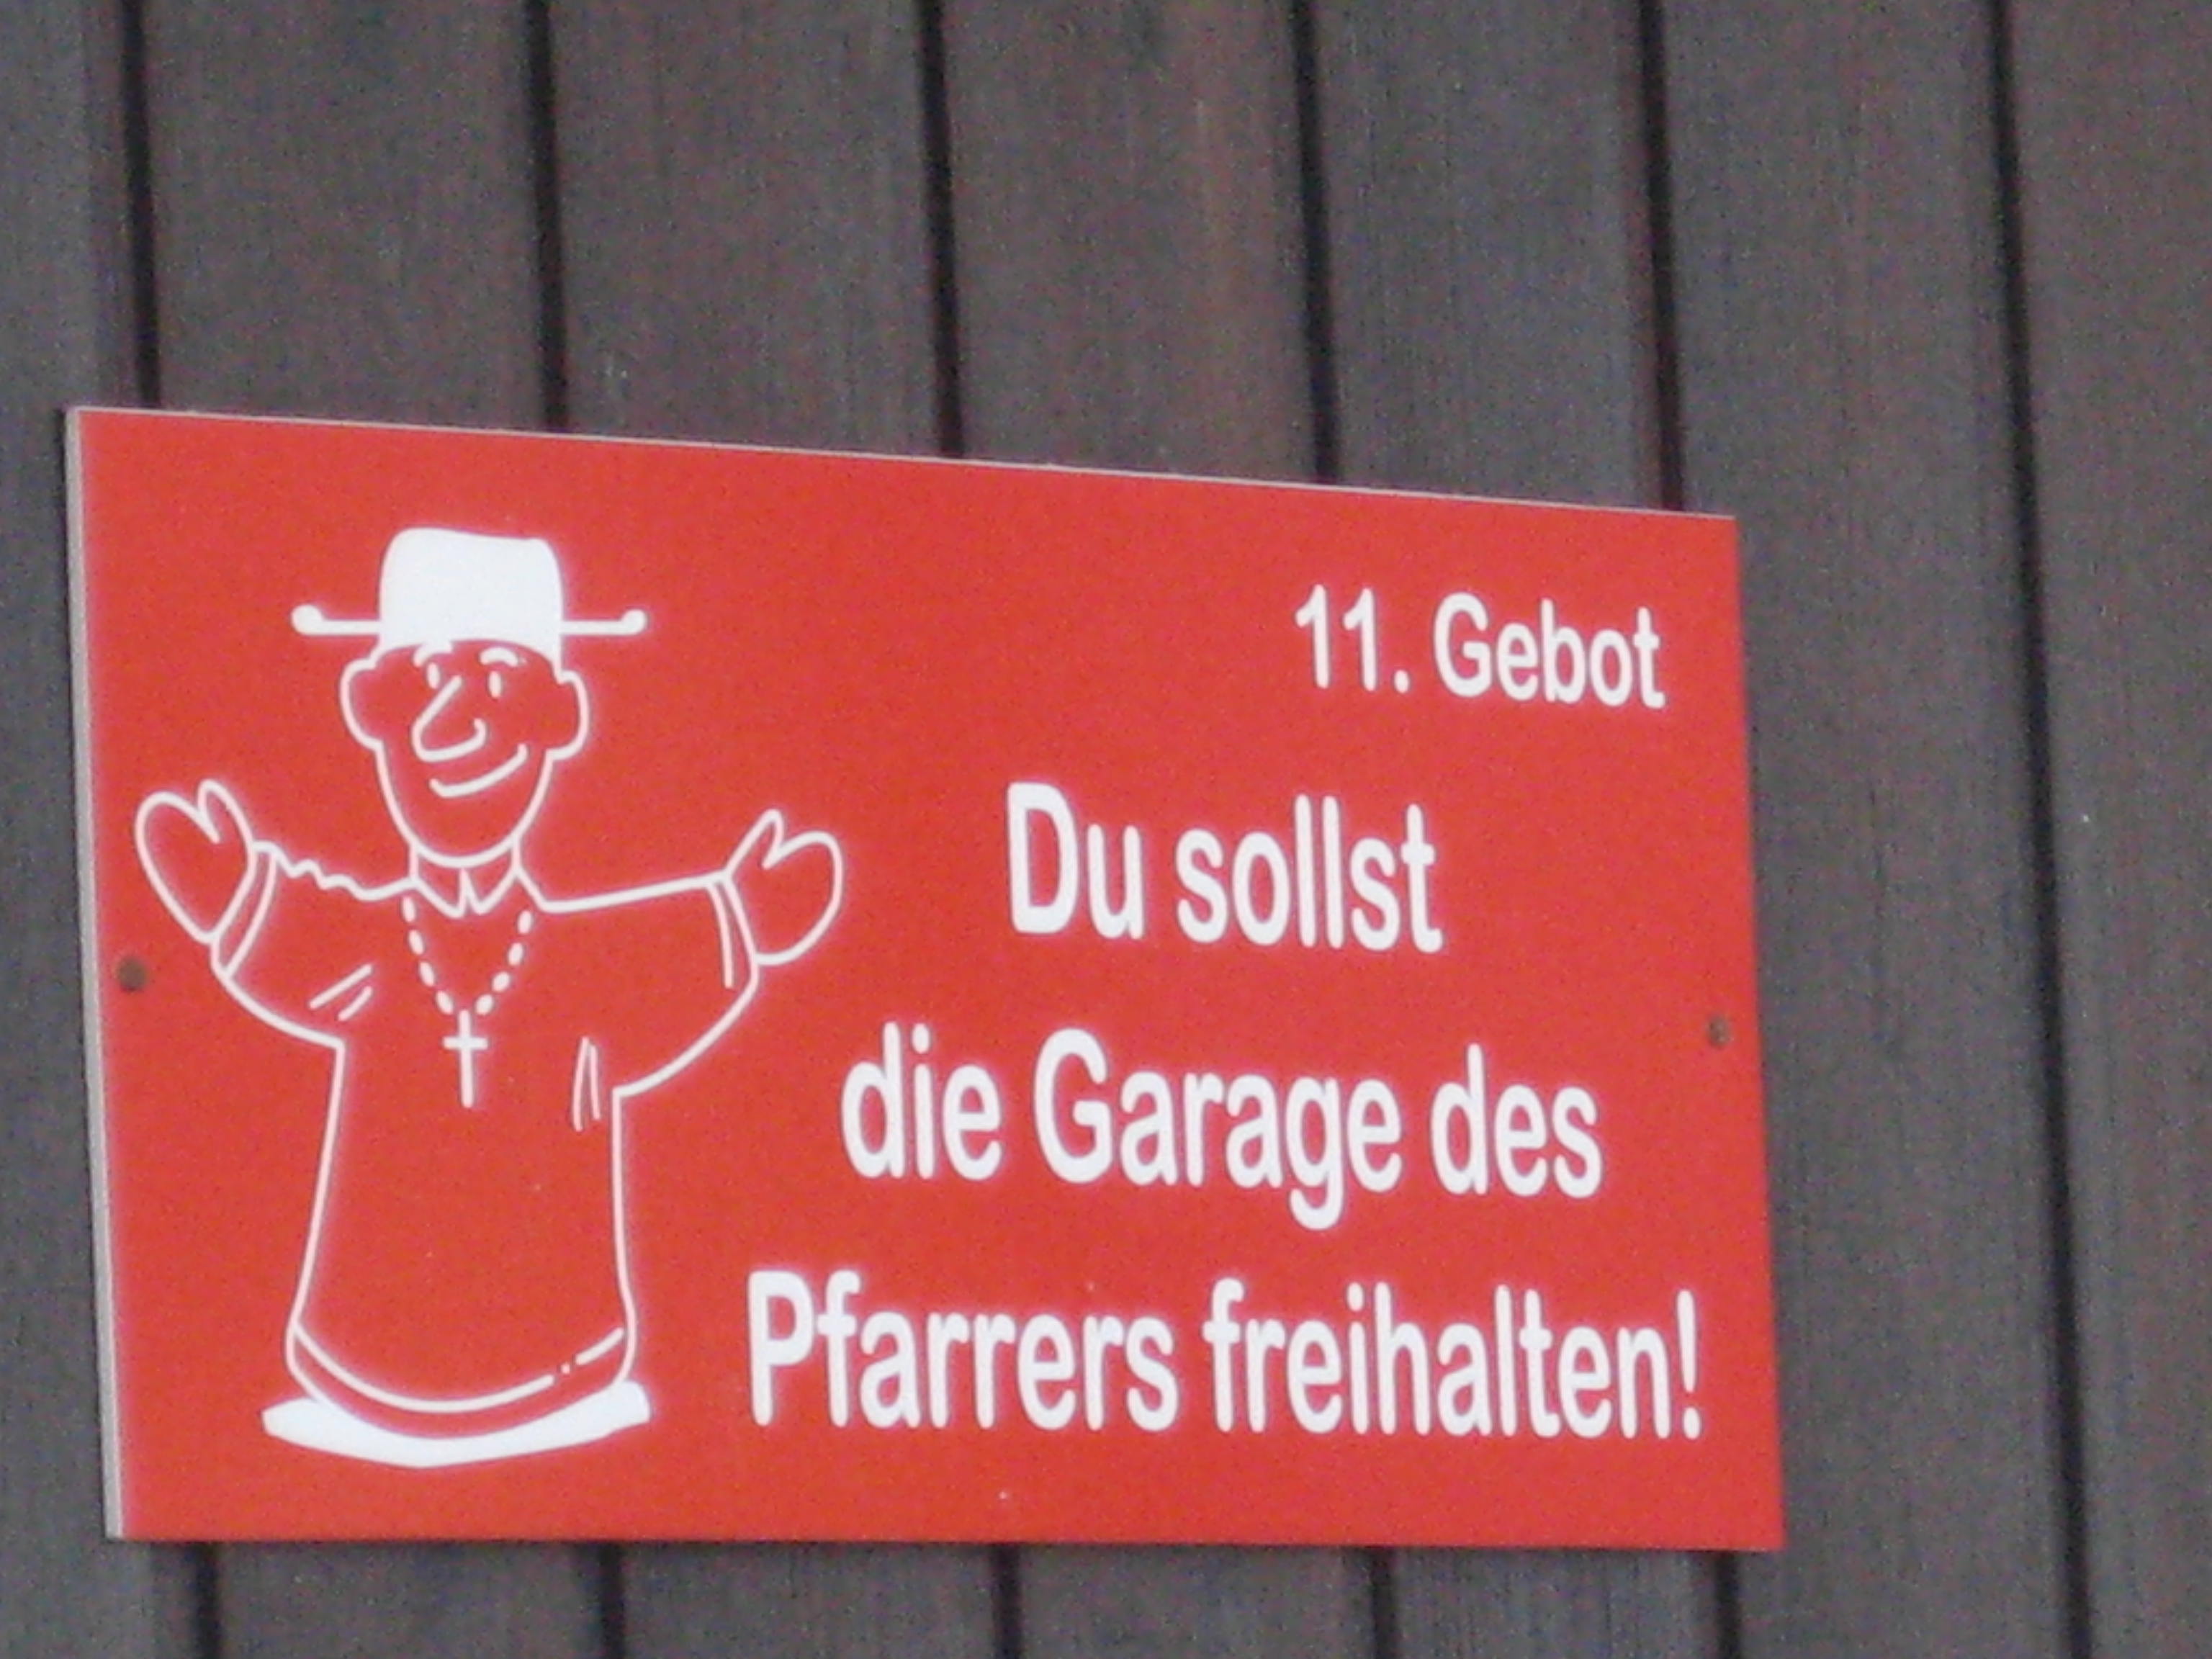 11. Gebot
Du sollst
die Garage des
Pfarrers freihalten!